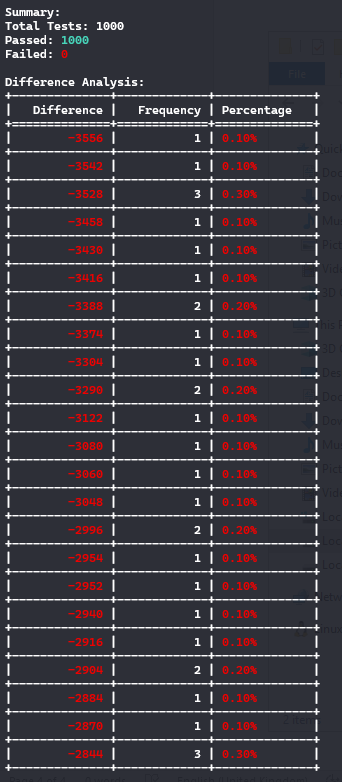 Summary:
Total Tests: 1000
Passed: 1000
Failed: 0
Difference Analysis:
| Difference | Frequency | Percentage |
| -3556 | 1 | 0.10% |
| -3542 | 1 | 0.10% |
| -3528 | 3 | 0.30% |
| -3458 | 1 | 0.10% |
| -3430 | 1 | 0.10% |
| -3416 | 1 | 0.10% |
| -3388 | 2 | 0.20% |
| -3374 | 1 | 0.10% |
| -3304 | 1 | 0.10% |
| -3290 | 2 | 0.20% |
| -3122 | 1 | 0.10% |
| -3080 | 1 | 0.10% |
| -3060 | 1 | 0.10% |
| -3048 | 1 | 0.10% |
| -2996 | 2 | 0.20% |
| -2954 | 1 | 0.10% |
| -2952 | 1 | 0.10% |
| -2940 | 1 | 0.10% |
| -2916 | 1 | 0.10% |
| -2904 | 2 | 0.20% |
| -2884 | 1 | 0.10% |
| -2870 | 1 | 0.10% |
| -2844 | 3 | 0.30% |
File